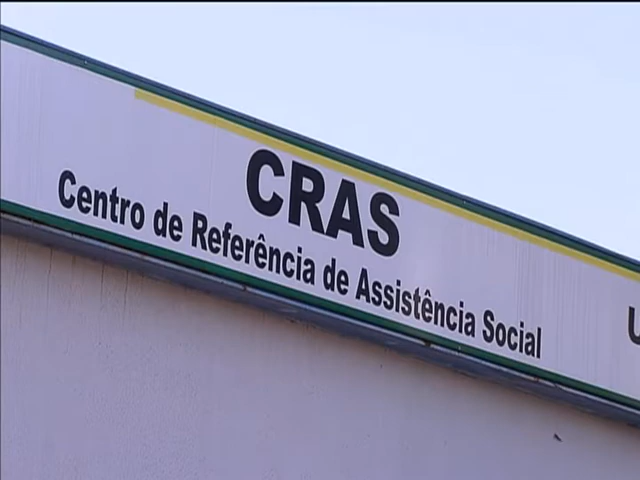 CRAS
Centro de Referência de Assistência Social
U